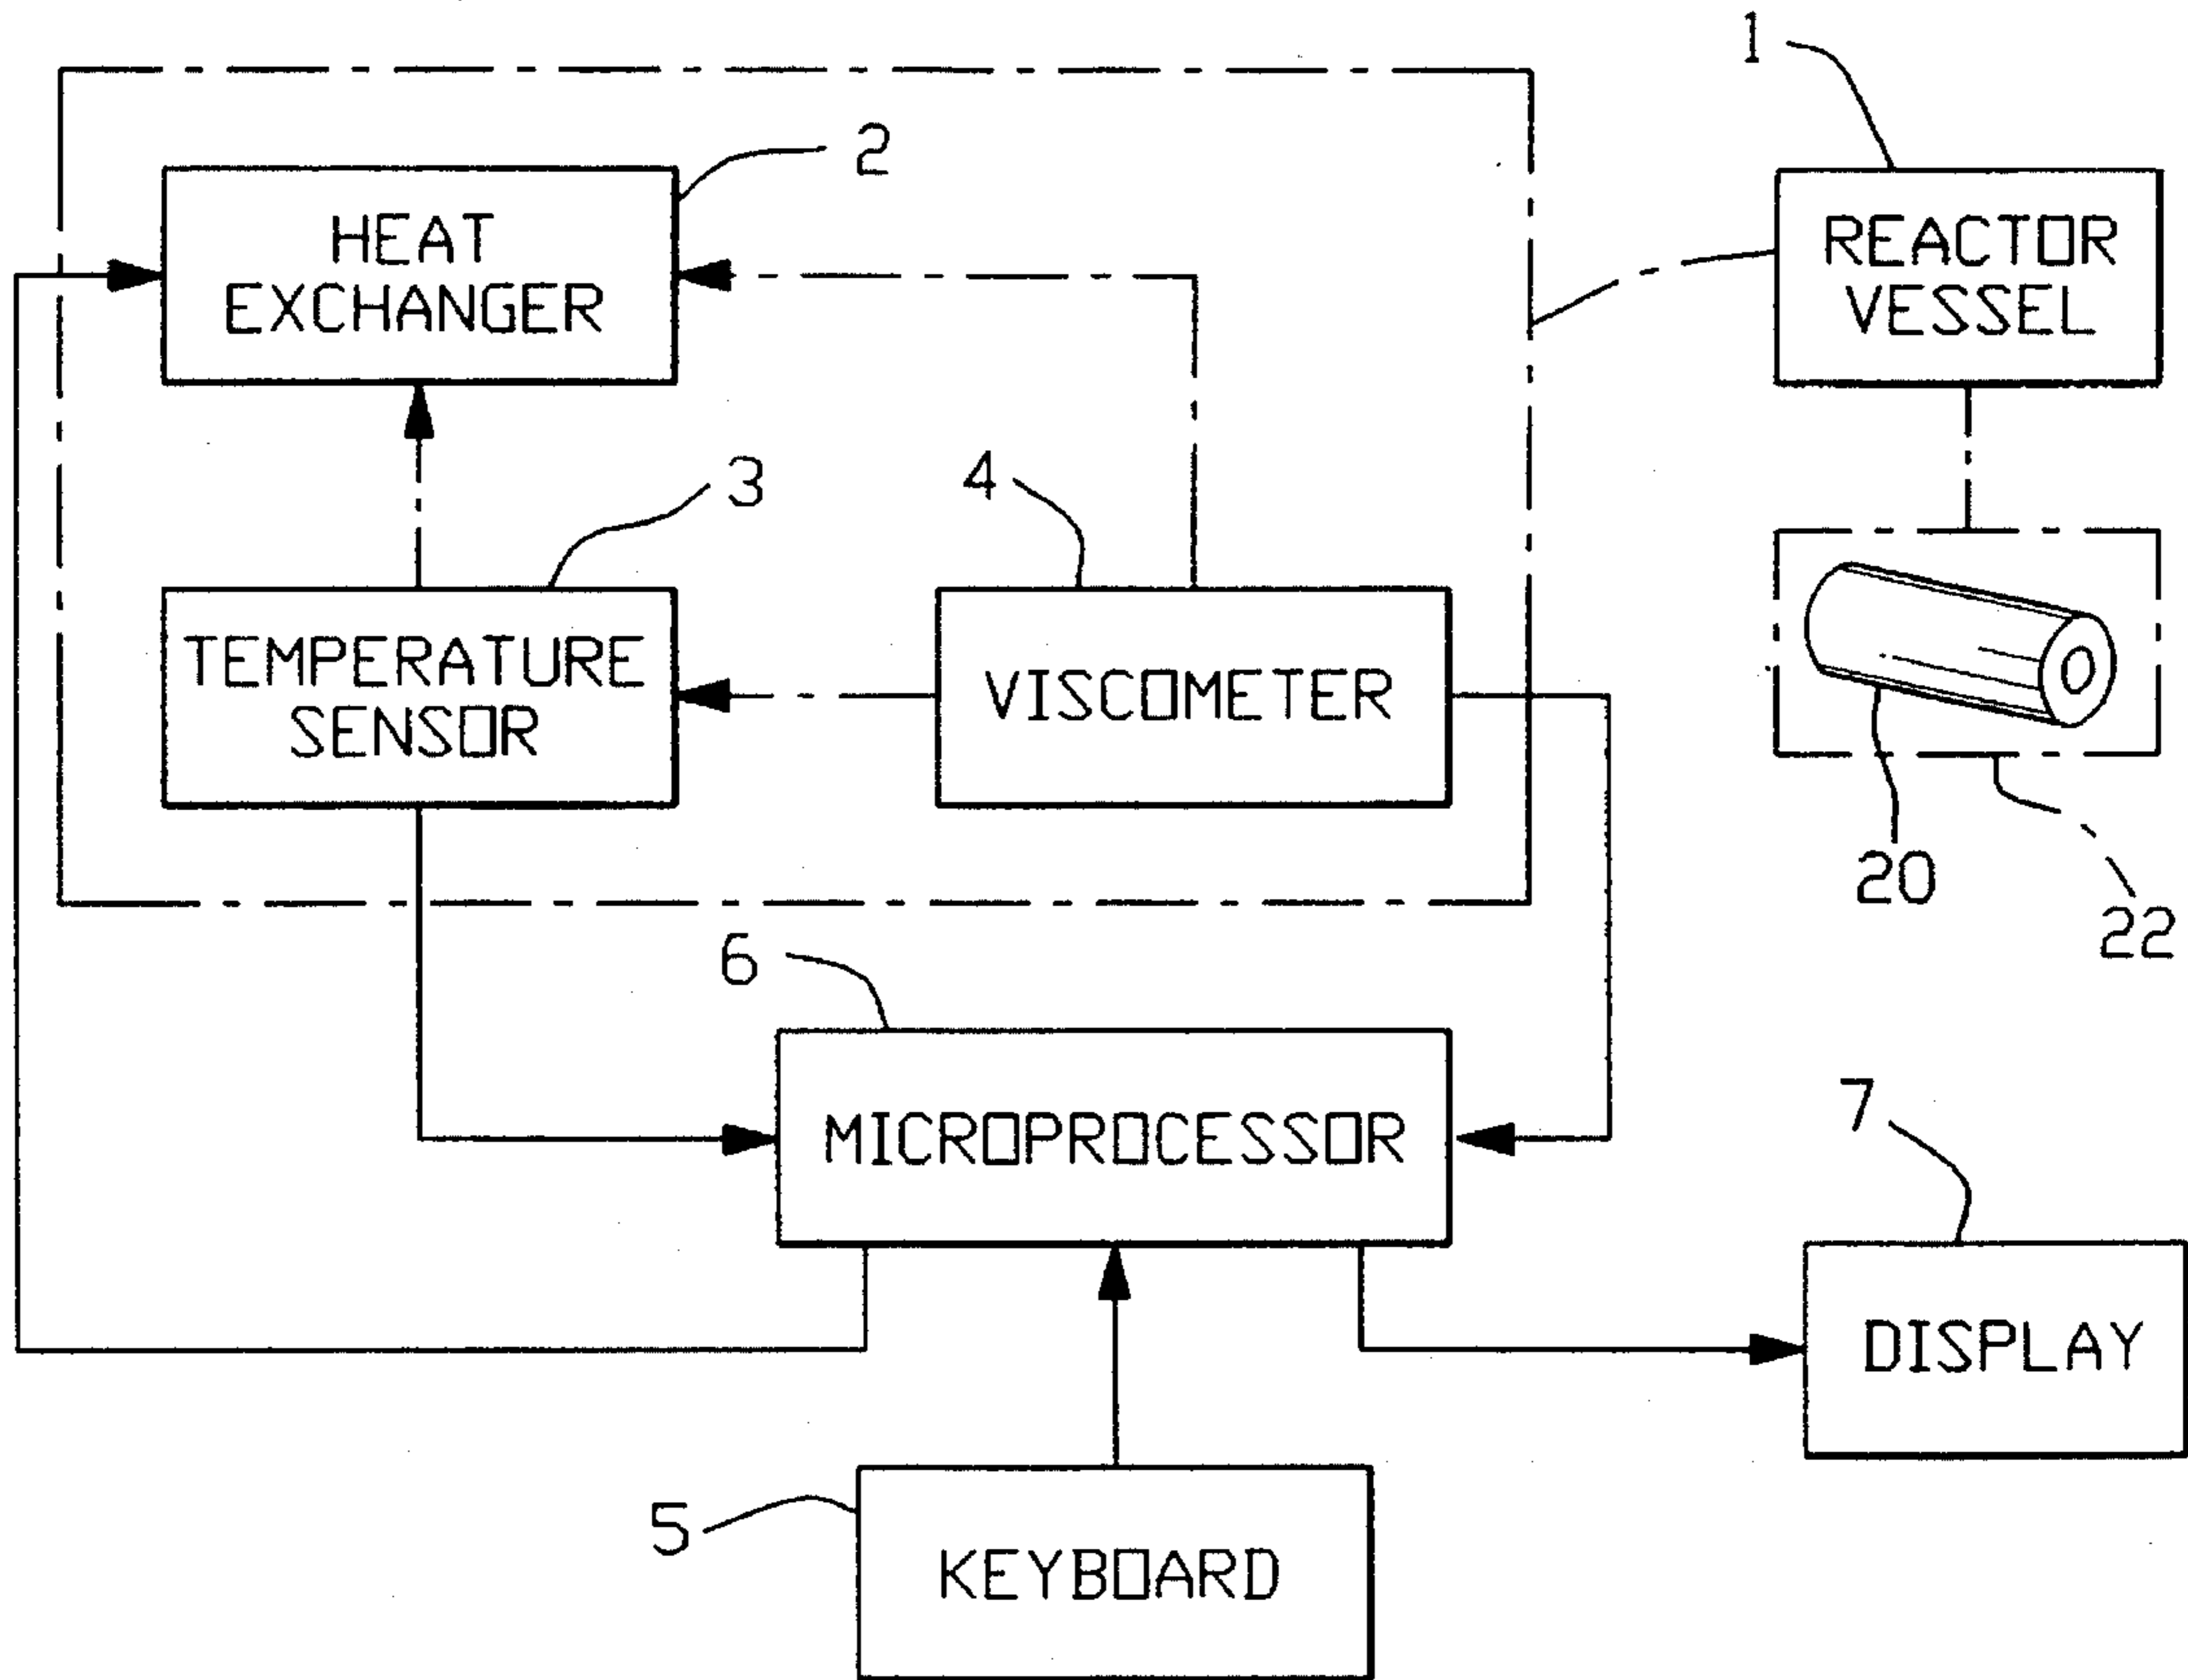 1
2
HEAT
EXCHANGER
REACTOR
VESSEL
3
4
TEMPERATURE
SENSOR
VISCOMETER
20
22
6
MICROPROCESSOR
7
DISPLAY
5
KEYBOARD